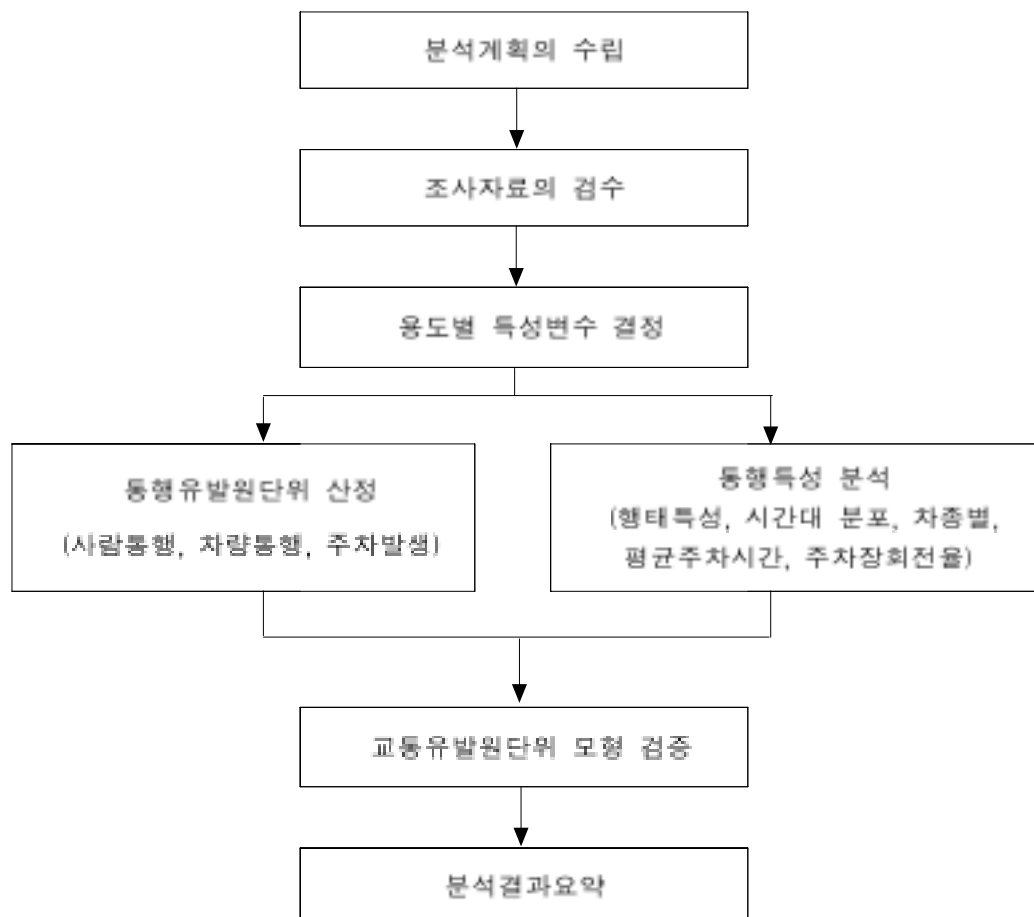 분석계획의 수립
조사자료의 검수
용도별 특성변수 결정
통행유발원단위 산정
(사람통행, 차량통행, 주차발생)
통행특성 분석
(행태특성, 시간대 분포, 차종별,
평균주차시간, 주차장회전율)
교통유발원단위 모형 검증
분석결과요약